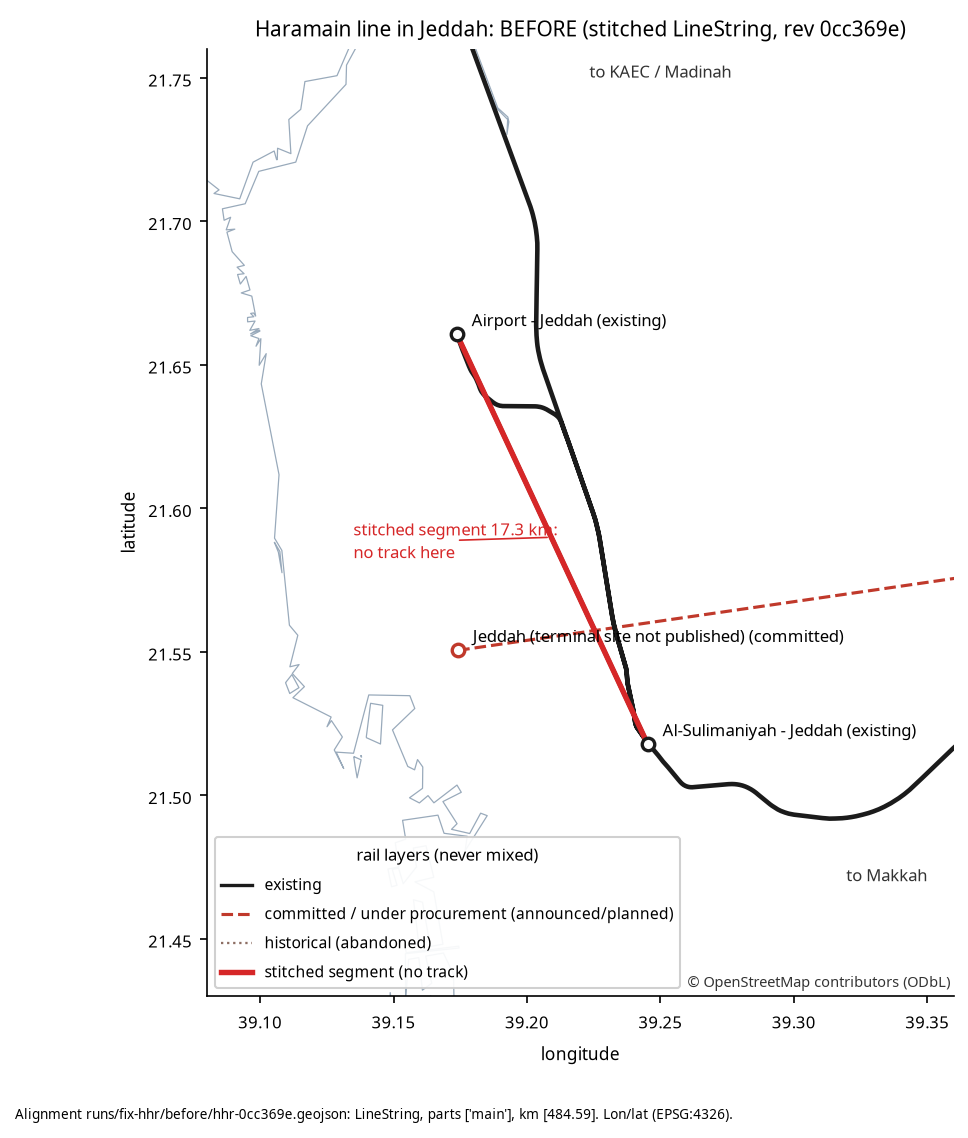 Haramain line in Jeddah: BEFORE (stitched LineString, rev 0cc369e)
to KAEC / Madinah
21.75
21.70
Airport - Jeddah (existing)
21.65
stitched segment 17.3 km:
no track here
21.60
latitude
Jeddah (terminal site not published) (committed)
21.55
Al-Sulimaniyah - Jeddah (existing)
21.50
rail layers (never mixed)
existing
committed / under procurement (announced/planned)
historical (abandoned)
stitched segment (no track)
to Makkah
21.45
© OpenStreetMap contributors (ODbL)
39.10 39.15 39.20 39.25 39.30 39.35
longitude
Alignment runs/fix-hhr/before/hhr-0cc369e.geojson: LineString, parts ['main'], km [484.59]. Lon/lat (EPSG:4326).